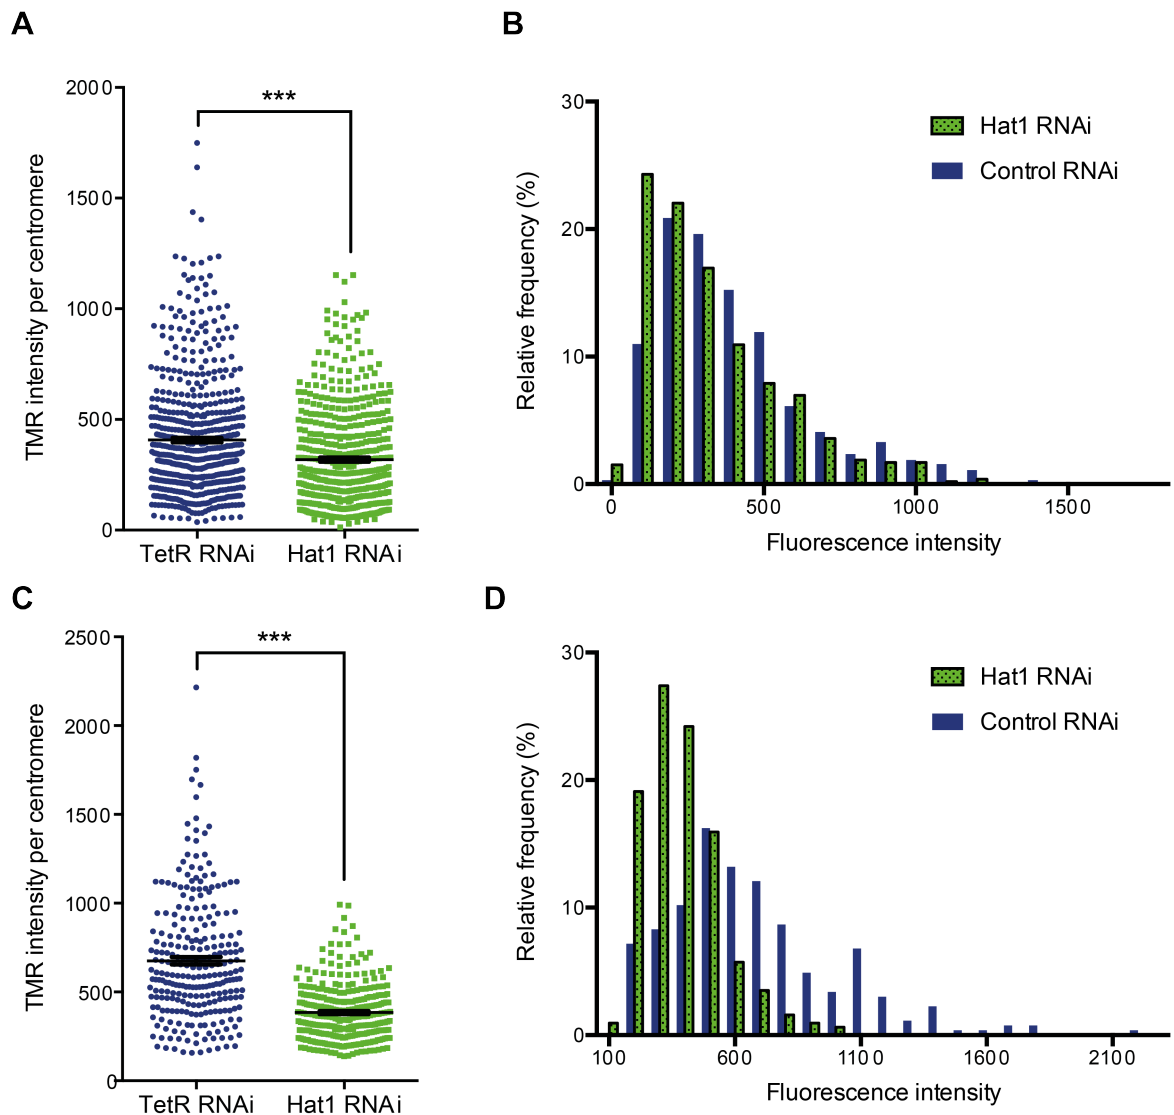 A
TMR intensity per centromere
2000
1500
1000
500
0
***
TetR RNAi
Hat1 RNAi
B
Relative frequency (%)
30
20
10
0
Hat1 RNAi
Control RNAi
0
500
1000
1500
Fluorescence intensity
C
TMR intensity per centromere
2500
2000
1500
1000
500
0
***
TetR RNAi
Hat1 RNAi
D
Relative frequency (%)
30
20
10
0
Hat1 RNAi
Control RNAi
100
600
1100
1600
2100
Fluorescence intensity